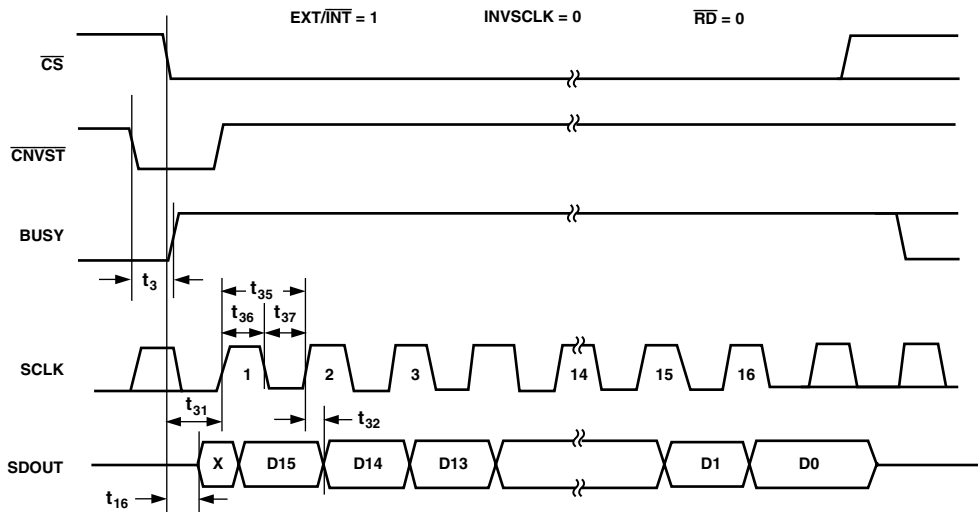 EXT/INT = 1 INVSCLK = 0 RD = 0
CS
CNVST
BUSY
t3
t35
t36 t37
SCLK
1 2 3 14 15 16
t31
t32
SDOUT
X D15 D14 D13 D1 D0
t16